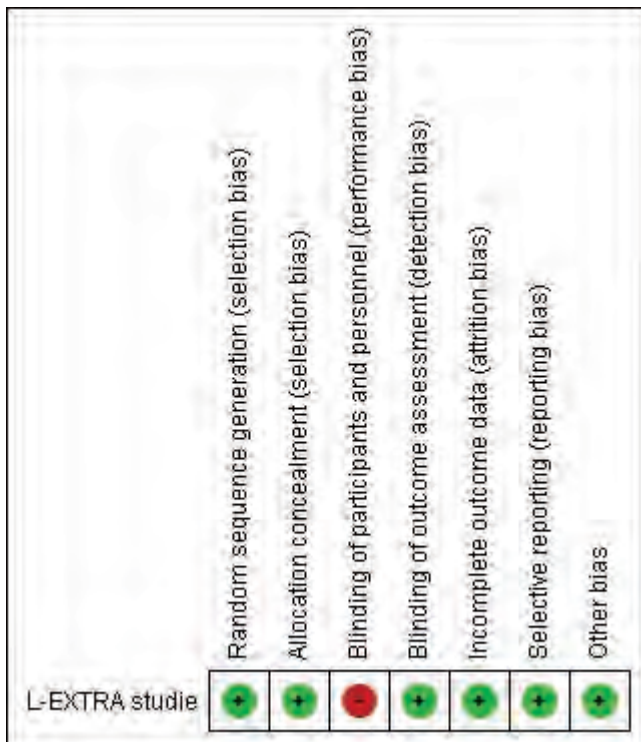 Random sequence generation (selection bias)
Allocation concealment (selection bias)
Blinding of participants and personnel (performance bias)
Blinding of outcome assessment (detection bias)
Incomplete outcome data (attrition bias)
Selective reporting (reporting bias)
Other bias
L-EXTRA studie + + - + + + +